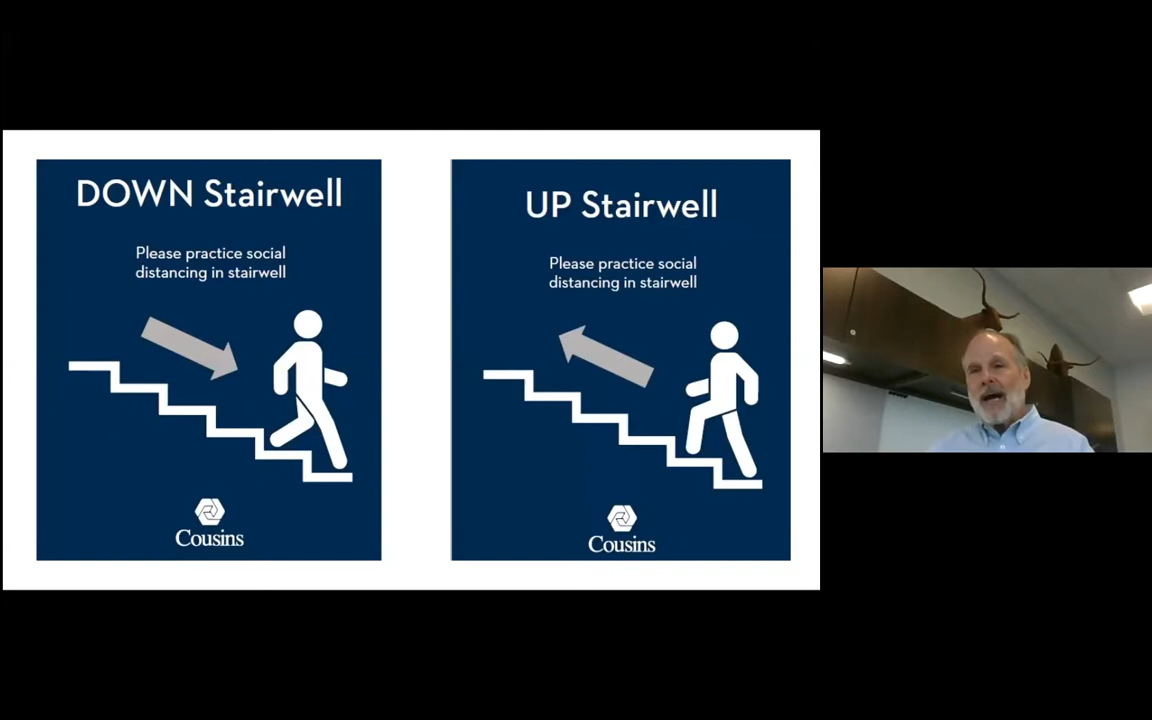 DOWN Stairwell
Please practice social
distancing in stairwell
Cousins
UP Stairwell
Please practice social
distancing in stairwell
Cousins